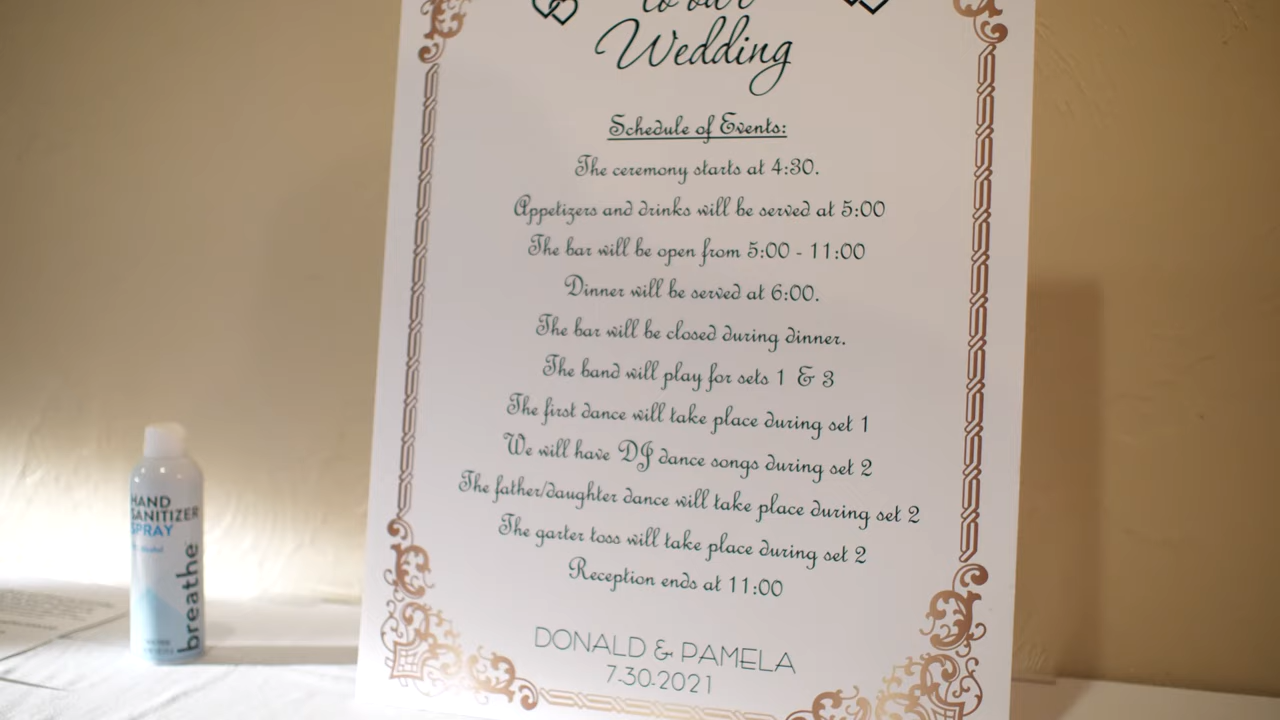 to our
Wedding
Schedule of Events:
The ceremony starts at 4:30.
Appetizers and drinks will be served at 5:00
The bar will be open from 5:00 - 11:00
Dinner will be served at 6:00.
The bar will be closed during dinner.
The band will play for sets 1 & 3
The first dance will take place during set 1
We will have DJ dance songs during set 2
The father/daughter dance will take place during set 2
The garter toss will take place during set 2
Reception ends at 11:00
DONALD & PAMELA
7-30-2021
HAND
SANITIZER
SPRAY
breathe